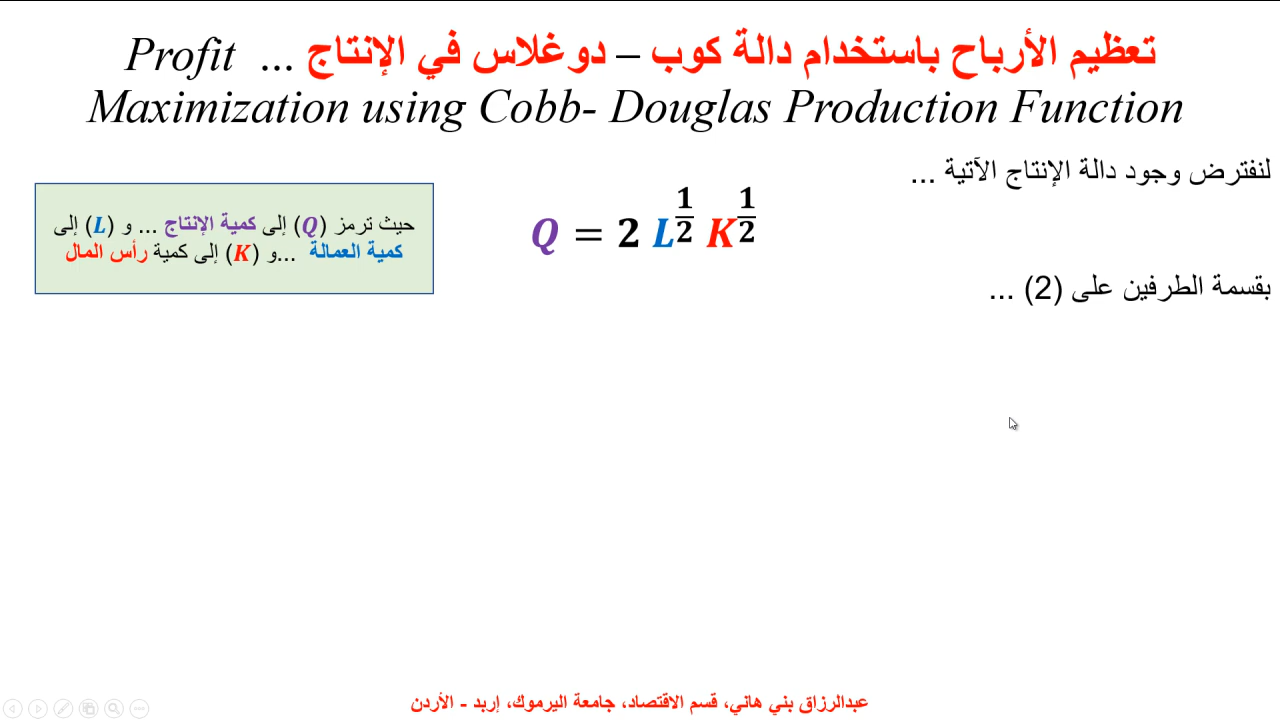 تعظيم الأرباح باستخدام دالة كوب – دوغلاس في الإنتاج ... Profit
Maximization using Cobb- Douglas Production Function
لنفترض وجود دالة الإنتاج الآتية ...
حيث ترمز (Q) إلى كمية الإنتاج ... و (L) إلى
كمية العمالة ...و (K) إلى كمية رأس المال
Q = 2 L^{1/2} K^{1/2}
بقسمة الطرفين على (2) ...
عبدالرزاق بني هاني، قسم الاقتصاد، جامعة اليرموك، إربد - الأردن